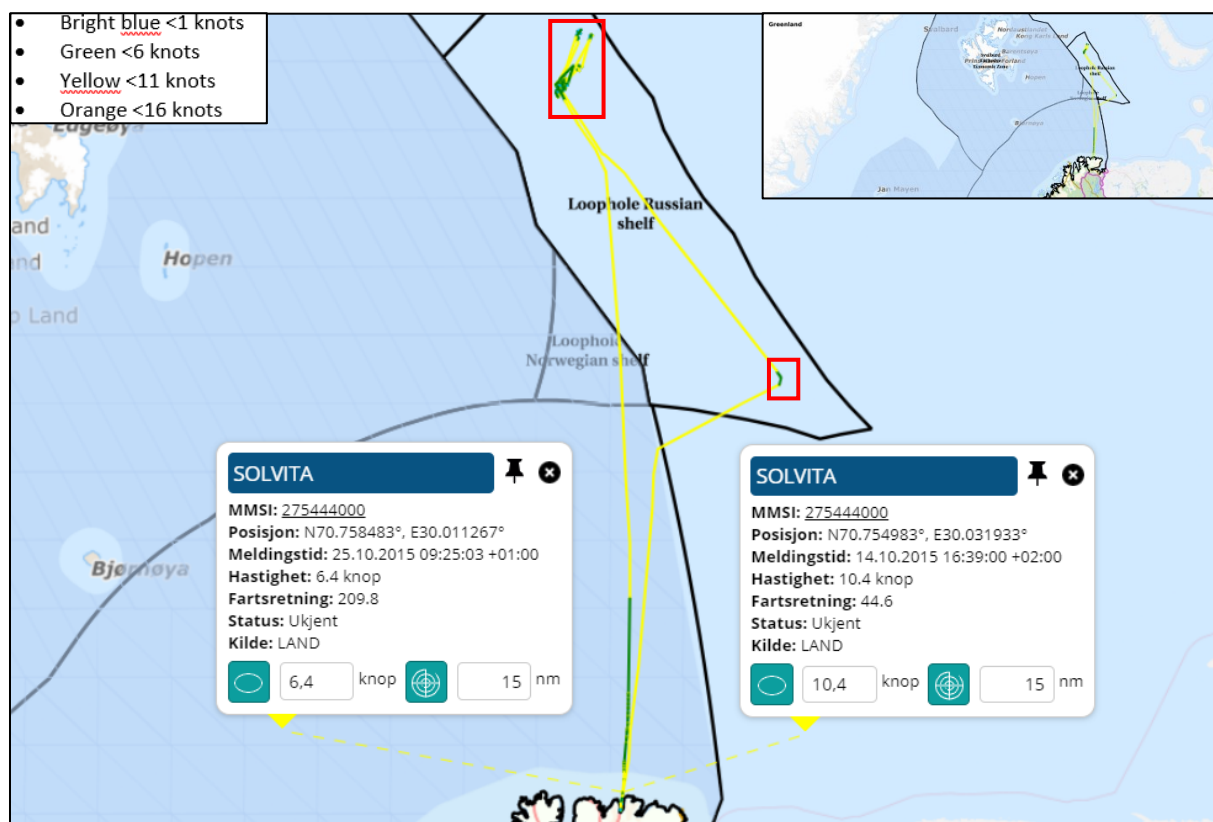 • Bright blue <1 knots
• Green <6 knots
• Yellow <11 knots
• Orange <16 knots
Greenland
Svalbard
Hopen
Bjørnøya
Jan Mayen
Loophole Russian
shelf
Edgeøya
and
Hopen
nd
o Land
Loophole Russian
shelf
Loophole
Norwegian shelf
Bjørnøya
SOLVITA
MMSI: 275444000
Posisjon: N70.758483°, E30.011267°
Meldingstid: 25.10.2015 09:25:03 +01:00
Hastighet: 6.4 knop
Fartsretning: 209.8
Status: Ukjent
Kilde: LAND
6,4 knop 15 nm
SOLVITA
MMSI: 275444000
Posisjon: N70.754983°, E30.031933°
Meldingstid: 14.10.2015 16:39:00 +02:00
Hastighet: 10.4 knop
Fartsretning: 44.6
Status: Ukjent
Kilde: LAND
10,4 knop 15 nm